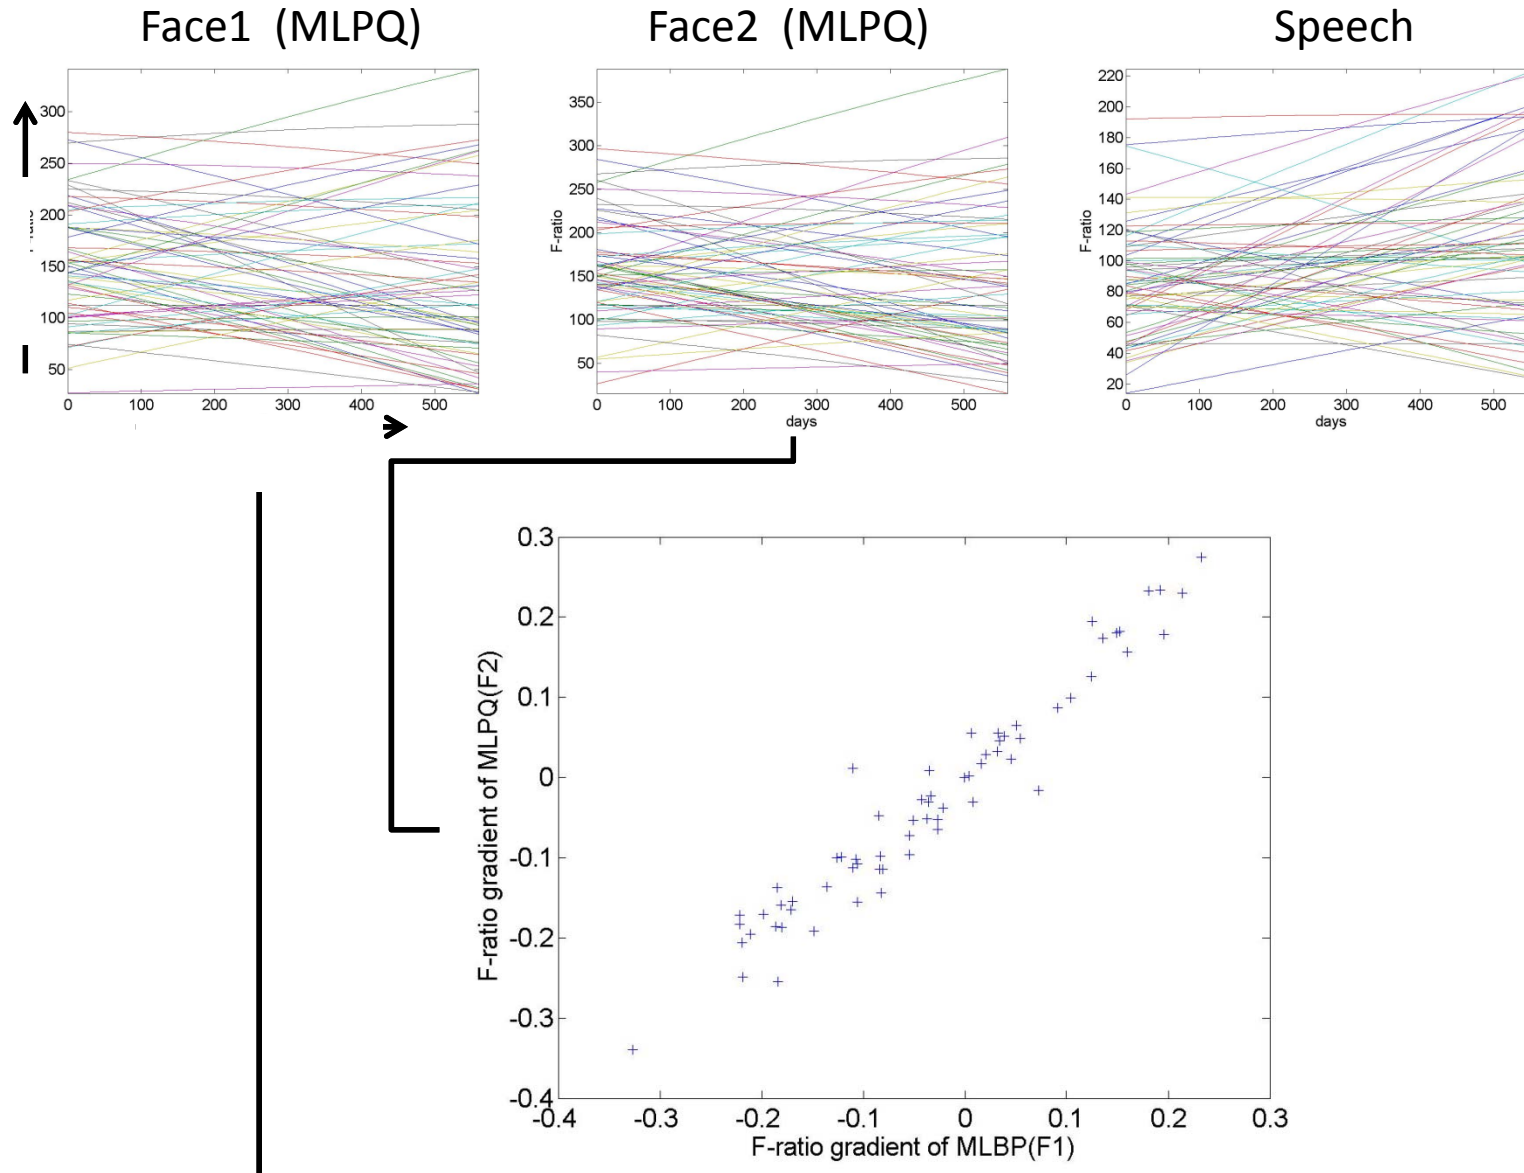 Face1 (MLPQ)
Face2 (MLPQ)
Speech
300
250
200
150
100
50
0 100 200 300 400 500
F-ratio
350
300
250
200
150
100
50
0 100 200 300 400 500
days
F-ratio
220
200
180
160
140
120
100
80
60
40
20
0 100 200 300 400 500
days
F-ratio gradient of MLPQ(F2)
0.3
0.2
0.1
0
-0.1
-0.2
-0.3
-0.4
-0.4 -0.3 -0.2 -0.1 0 0.1 0.2 0.3
F-ratio gradient of MLBP(F1)